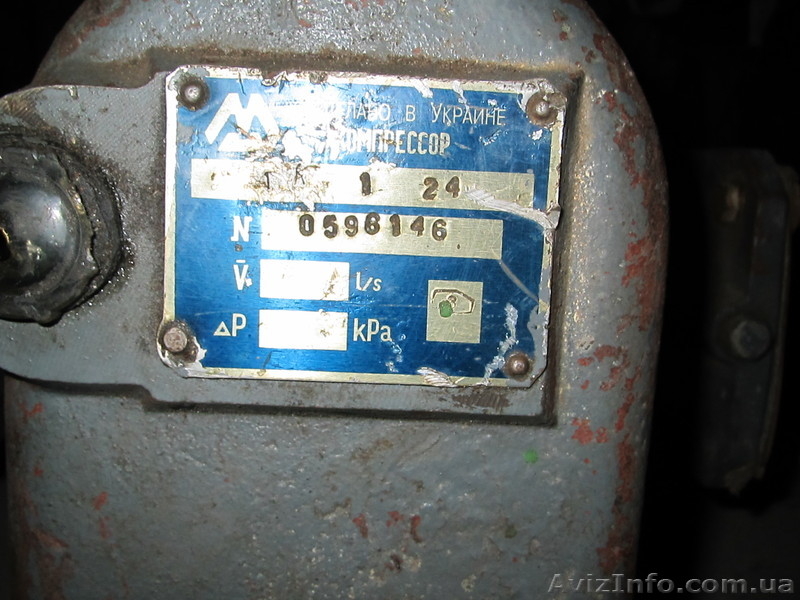 В УКРАИНЕ
КОМПРЕССОР
1 24
N 0596146
V̄ l/s
ΔP kPa
AvizInfo.com.ua